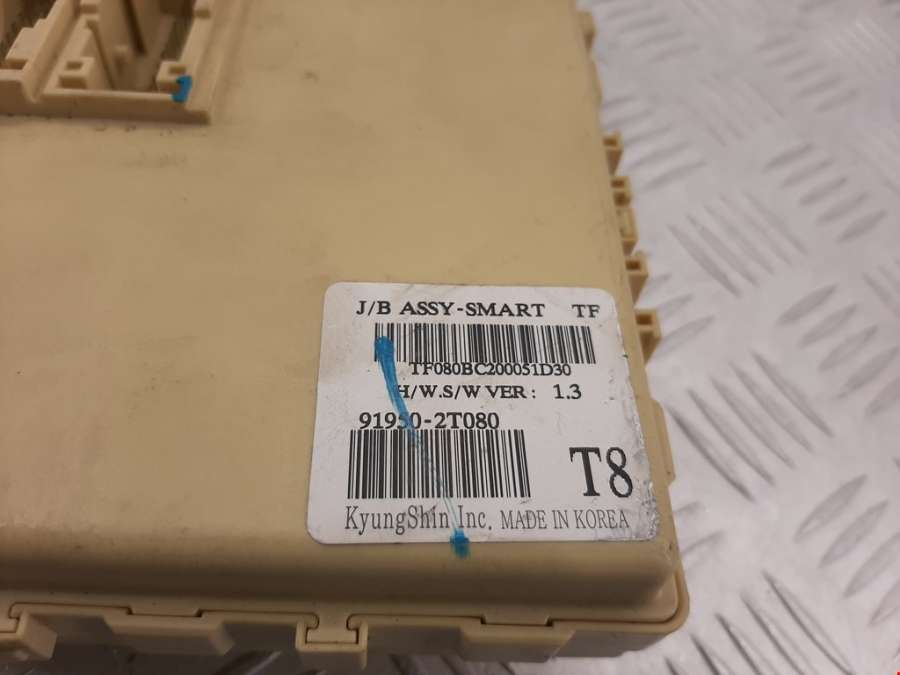 J/B ASSY-SMART TF
TF080BC200051D30
H/W.S/W VER : 1.3
91950-2T080
T8
KyungShin Inc. MADE IN KOREA